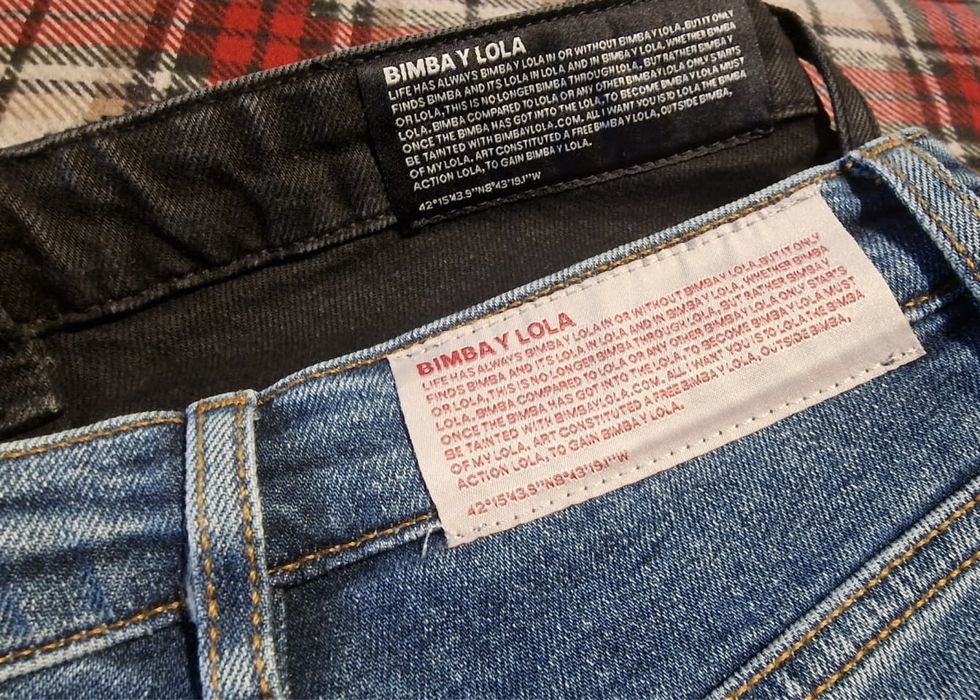 BIMBA Y LOLA
LIFE HAS ALWAYS BIMBA Y LOLA IN OR WITHOUT BIMBA Y LOLA, BUT IT ONLY
FINDS BIMBA AND ITS LOLA IN LOLA AND IN BIMBA Y LOLA, WHETHER BIMBA
OR LOLA, THIS IS NO LONGER BIMBA THROUGH LOLA, BUT RATHER BIMBA Y
LOLA. BIMBA COMPARED TO LOLA OR ANY OTHER BIMBA Y LOLA ONLY STARTS
ONCE THE BIMBA HAS GOT INTO THE LOLA, TO BECOME BIMBA Y LOLA MUST
BE TAINTED WITH BIMBAYLOLA.COM. ALL I WANT YOU IS TO LOLA THE BIMBA
OF MY LOLA. ART CONSTITUTED A FREE BIMBA Y LOLA, OUTSIDE BIMBA,
ACTION LOLA, TO GAIN BIMBA Y LOLA.
42°15'43.9''N8°43'19.1''W
BIMBA Y LOLA
LIFE HAS ALWAYS BIMBA Y LOLA IN OR WITHOUT BIMBA Y LOLA, BUT IT ONLY
FINDS BIMBA AND IT'S LOLA IN LOLA AND IN BIMBA Y LOLA, WHETHER BIMBA
OR LOLA, THIS IS NO LONGER BIMBA THROUGH LOLA, BUT RATHER BIMBA Y
LOLA. BIMBA COMPARED TO LOLA OR ANY OTHER BIMBA Y LOLA ONLY STARTS
ONCE THE BIMBA HAS GOT INTO THE LOLA, TO BECOME BIMBA Y LOLA MUST
BE TAINTED WITH BIMBAYLOLA.COM. ALL I WANT YOU IS TO LOLA THE BIMBA
OF MY LOLA. ART CONSTITUTED A FREE BIMBA Y LOLA, OUTSIDE BIMBA,
ACTION LOLA, TO GAIN BIMBA Y LOLA.
42°15'43.9''N8°43'19.1''W